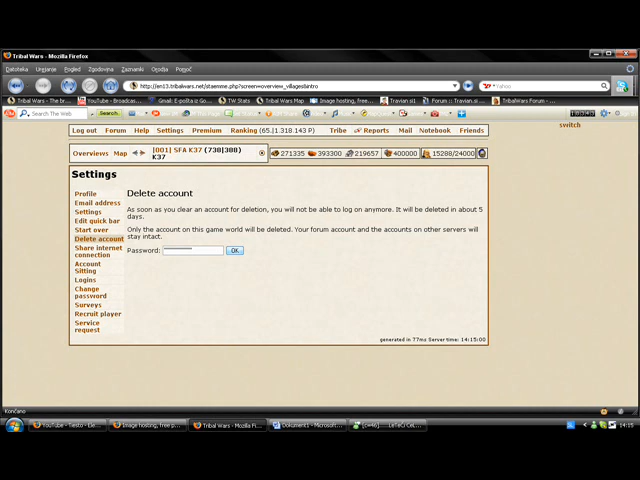 Tribal Wars - Mozilla Firefox
Datoteka Urejanje Pogled Zgodovina Zaznamki Orodja Pomoč
http://en13.tribalwars.net/staemme.php?screen=overview_villages&intro
Yahoo
Tribal Wars - The br... YouTube - Broadcas... Gmail: E-pošta iz Go... TW Stats Tribal Wars Map Image hosting, free... Travian si1 Forum :: Travian.si... TribalWars Forum - ...
Search The Web Search
switch
Log out Forum Help Settings Premium Ranking (65.|1.318.143 P) Tribe Reports Mail Notebook Friends
Overviews Map |001| SFA K37 (738|380) K37 271335 393300 219657 400000 15288/24000
Settings
Profile
Email address
Settings
Edit quick bar
Start over
Delete account
Share internet
connection
Account
Sitting
Logins
Change
password
Surveys
Recruit player
Service
request
Delete account
As soon as you clear an account for deletion, you will not be able to log on anymore. It will be deleted in about 5
days.
Only the account on this game world will be deleted. Your forum account and the accounts on other servers will
stay intact.
Password: OK
generated in 77ms Server time: 14:15:00
Končano
YouTube - Tiësto - Ele... Image hosting, free p... Tribal Wars - Mozilla Fi... Dokument1 - Microsoft...
14:15